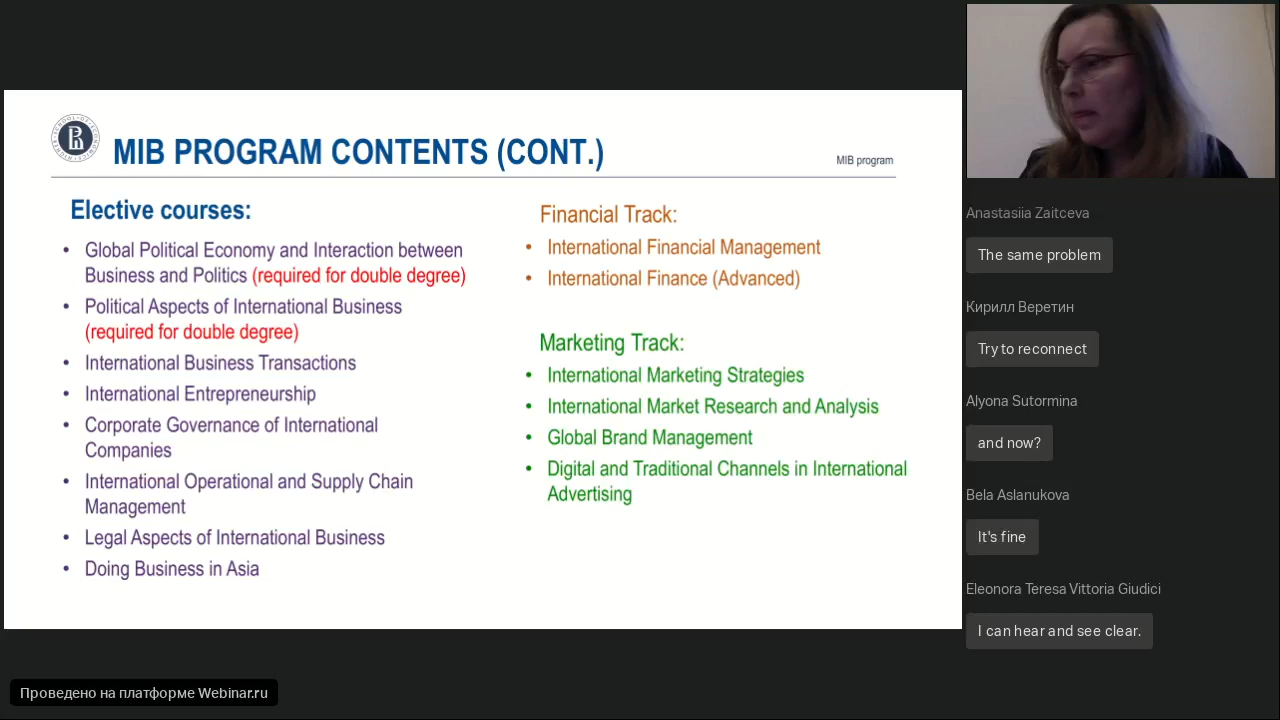 MIB PROGRAM CONTENTS (CONT.)
MIB program
Elective courses:
• Global Political Economy and Interaction between
Business and Politics (required for double degree)
• Political Aspects of International Business
(required for double degree)
• International Business Transactions
• International Entrepreneurship
• Corporate Governance of International
Companies
• International Operational and Supply Chain
Management
• Legal Aspects of International Business
• Doing Business in Asia
Financial Track:
• International Financial Management
• International Finance (Advanced)
Marketing Track:
• International Marketing Strategies
• International Market Research and Analysis
• Global Brand Management
• Digital and Traditional Channels in International
Advertising
Anastasiia Zaitceva
The same problem
Кирилл Веретин
Try to reconnect
Alyona Sutormina
and now?
Bela Aslanukova
It's fine
Eleonora Teresa Vittoria Giudici
I can hear and see clear.
Проведено на платформе Webinar.ru